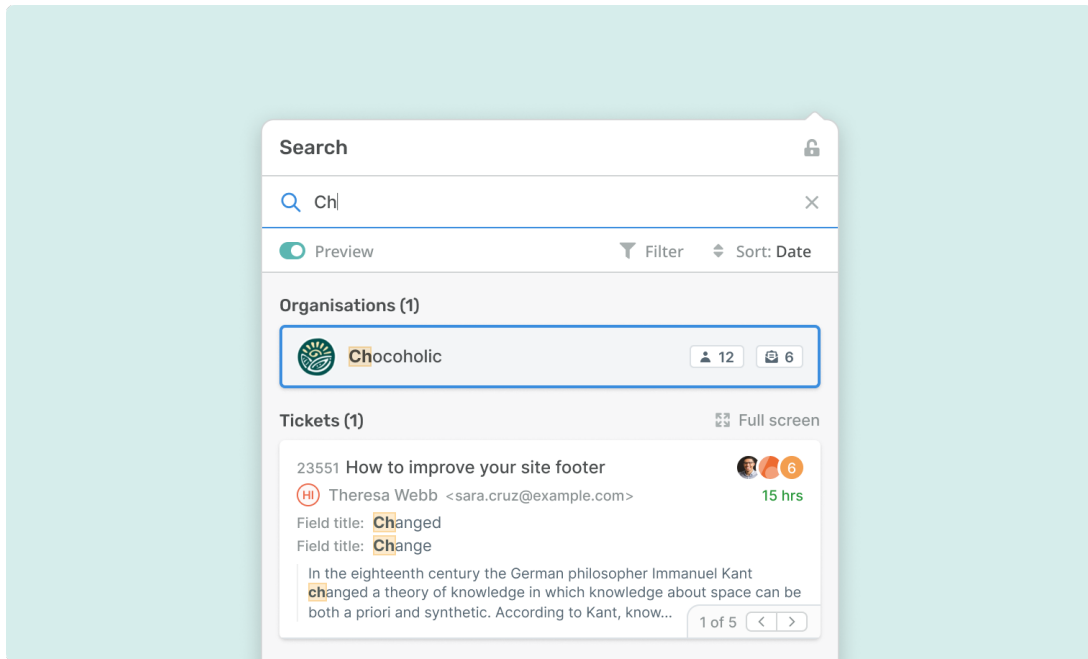 Search
Ch
Preview Filter Sort: Date
Organisations (1)
Chocoholic 12 6
Tickets (1) Full screen
23551 How to improve your site footer 6
HI Theresa Webb <sara.cruz@example.com> 15 hrs
Field title: Changed
Field title: Change
In the eighteenth century the German philosopher Immanuel Kant
changed a theory of knowledge in which knowledge about space can be
both a priori and synthetic. According to Kant, know...
1 of 5